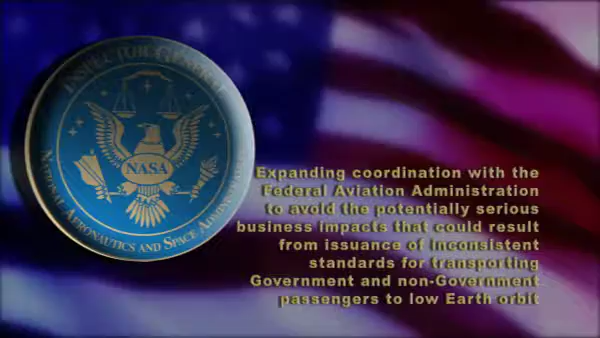 INSPECTOR GENERAL
NASA
NATIONAL AERONAUTICS AND SPACE ADMINISTRATION
Expanding coordination with the
Federal Aviation Administration
to avoid the potentially serious
business impacts that could result
from issuance of inconsistent
standards for transporting
Government and non-Government
passengers to low Earth orbit